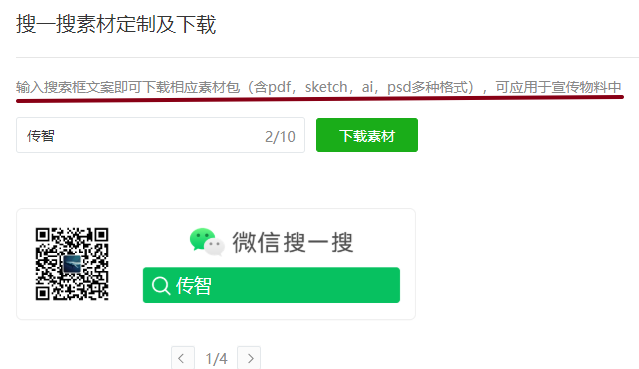 搜一搜素材定制及下载
输入搜索框文案即可下载相应素材包（含pdf，sketch，ai，psd多种格式），可应用于宣传物料中
传智 2/10 下载素材
微信搜一搜
传智
1/4